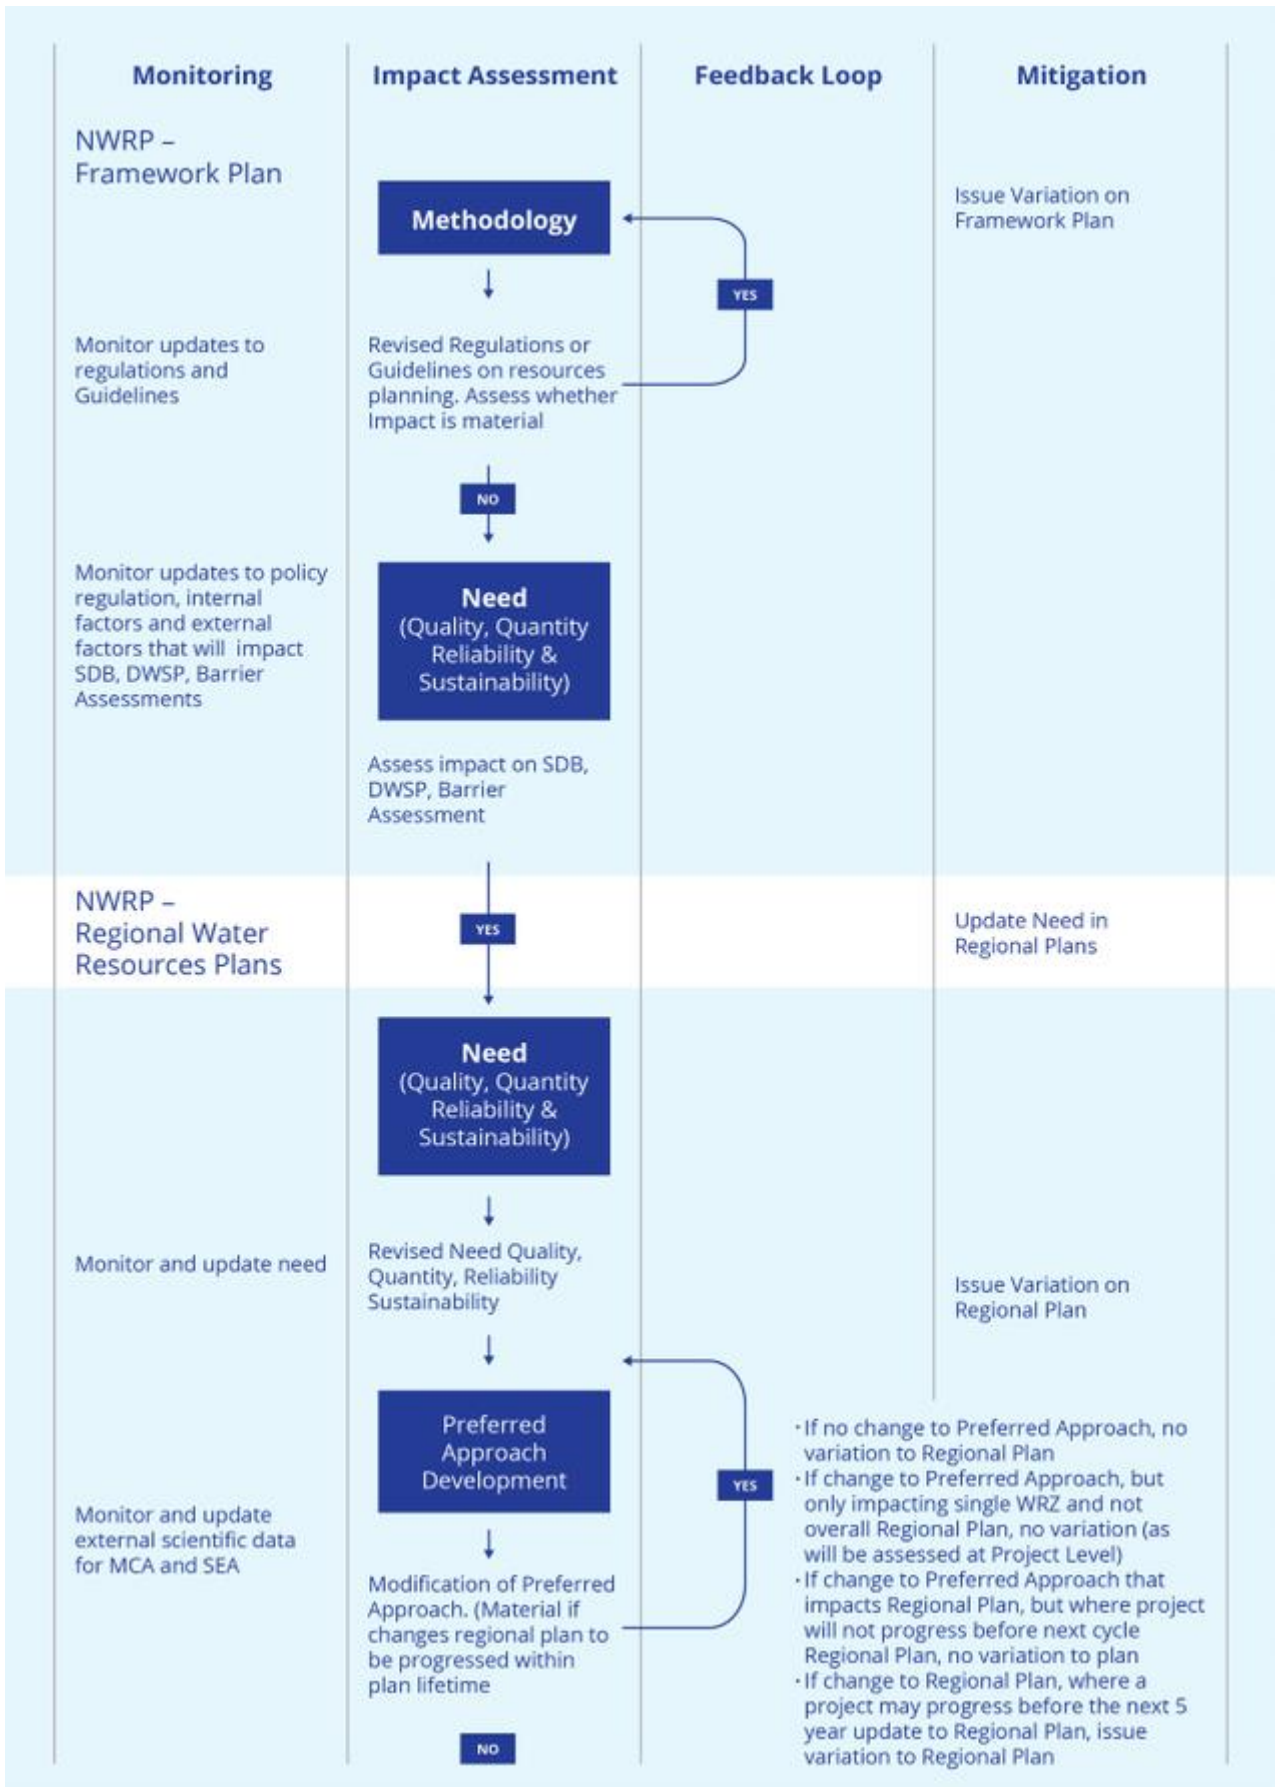 Monitoring
Impact Assessment
Feedback Loop
Mitigation
NWRP –
Framework Plan
Methodology
Issue Variation on
Framework Plan
YES
Monitor updates to
regulations and
Guidelines
Revised Regulations or
Guidelines on resources
planning. Assess whether
Impact is material
NO
Monitor updates to policy
regulation, internal
factors and external
factors that will impact
SDB, DWSP, Barrier
Assessments
Need
(Quality, Quantity
Reliability &
Sustainability)
Assess impact on SDB,
DWSP, Barrier
Assessment
NWRP –
Regional Water
Resources Plans
YES
Update Need in
Regional Plans
Need
(Quality, Quantity
Reliability &
Sustainability)
Monitor and update need
Revised Need Quality,
Quantity, Reliability
Sustainability
Issue Variation on
Regional Plan
Preferred
Approach
Development
YES
Monitor and update
external scientific data
for MCA and SEA
Modification of Preferred
Approach. (Material if
changes regional plan to
be progressed within
plan lifetime
NO
· If no change to Preferred Approach, no
variation to Regional Plan
· If change to Preferred Approach, but
only impacting single WRZ and not
overall Regional Plan, no variation (as
will be assessed at Project Level)
· If change to Preferred Approach that
impacts Regional Plan, but where project
will not progress before next cycle
Regional Plan, no variation to plan
· If change to Regional Plan, where a
project may progress before the next 5
year update to Regional Plan, issue
variation to Regional Plan